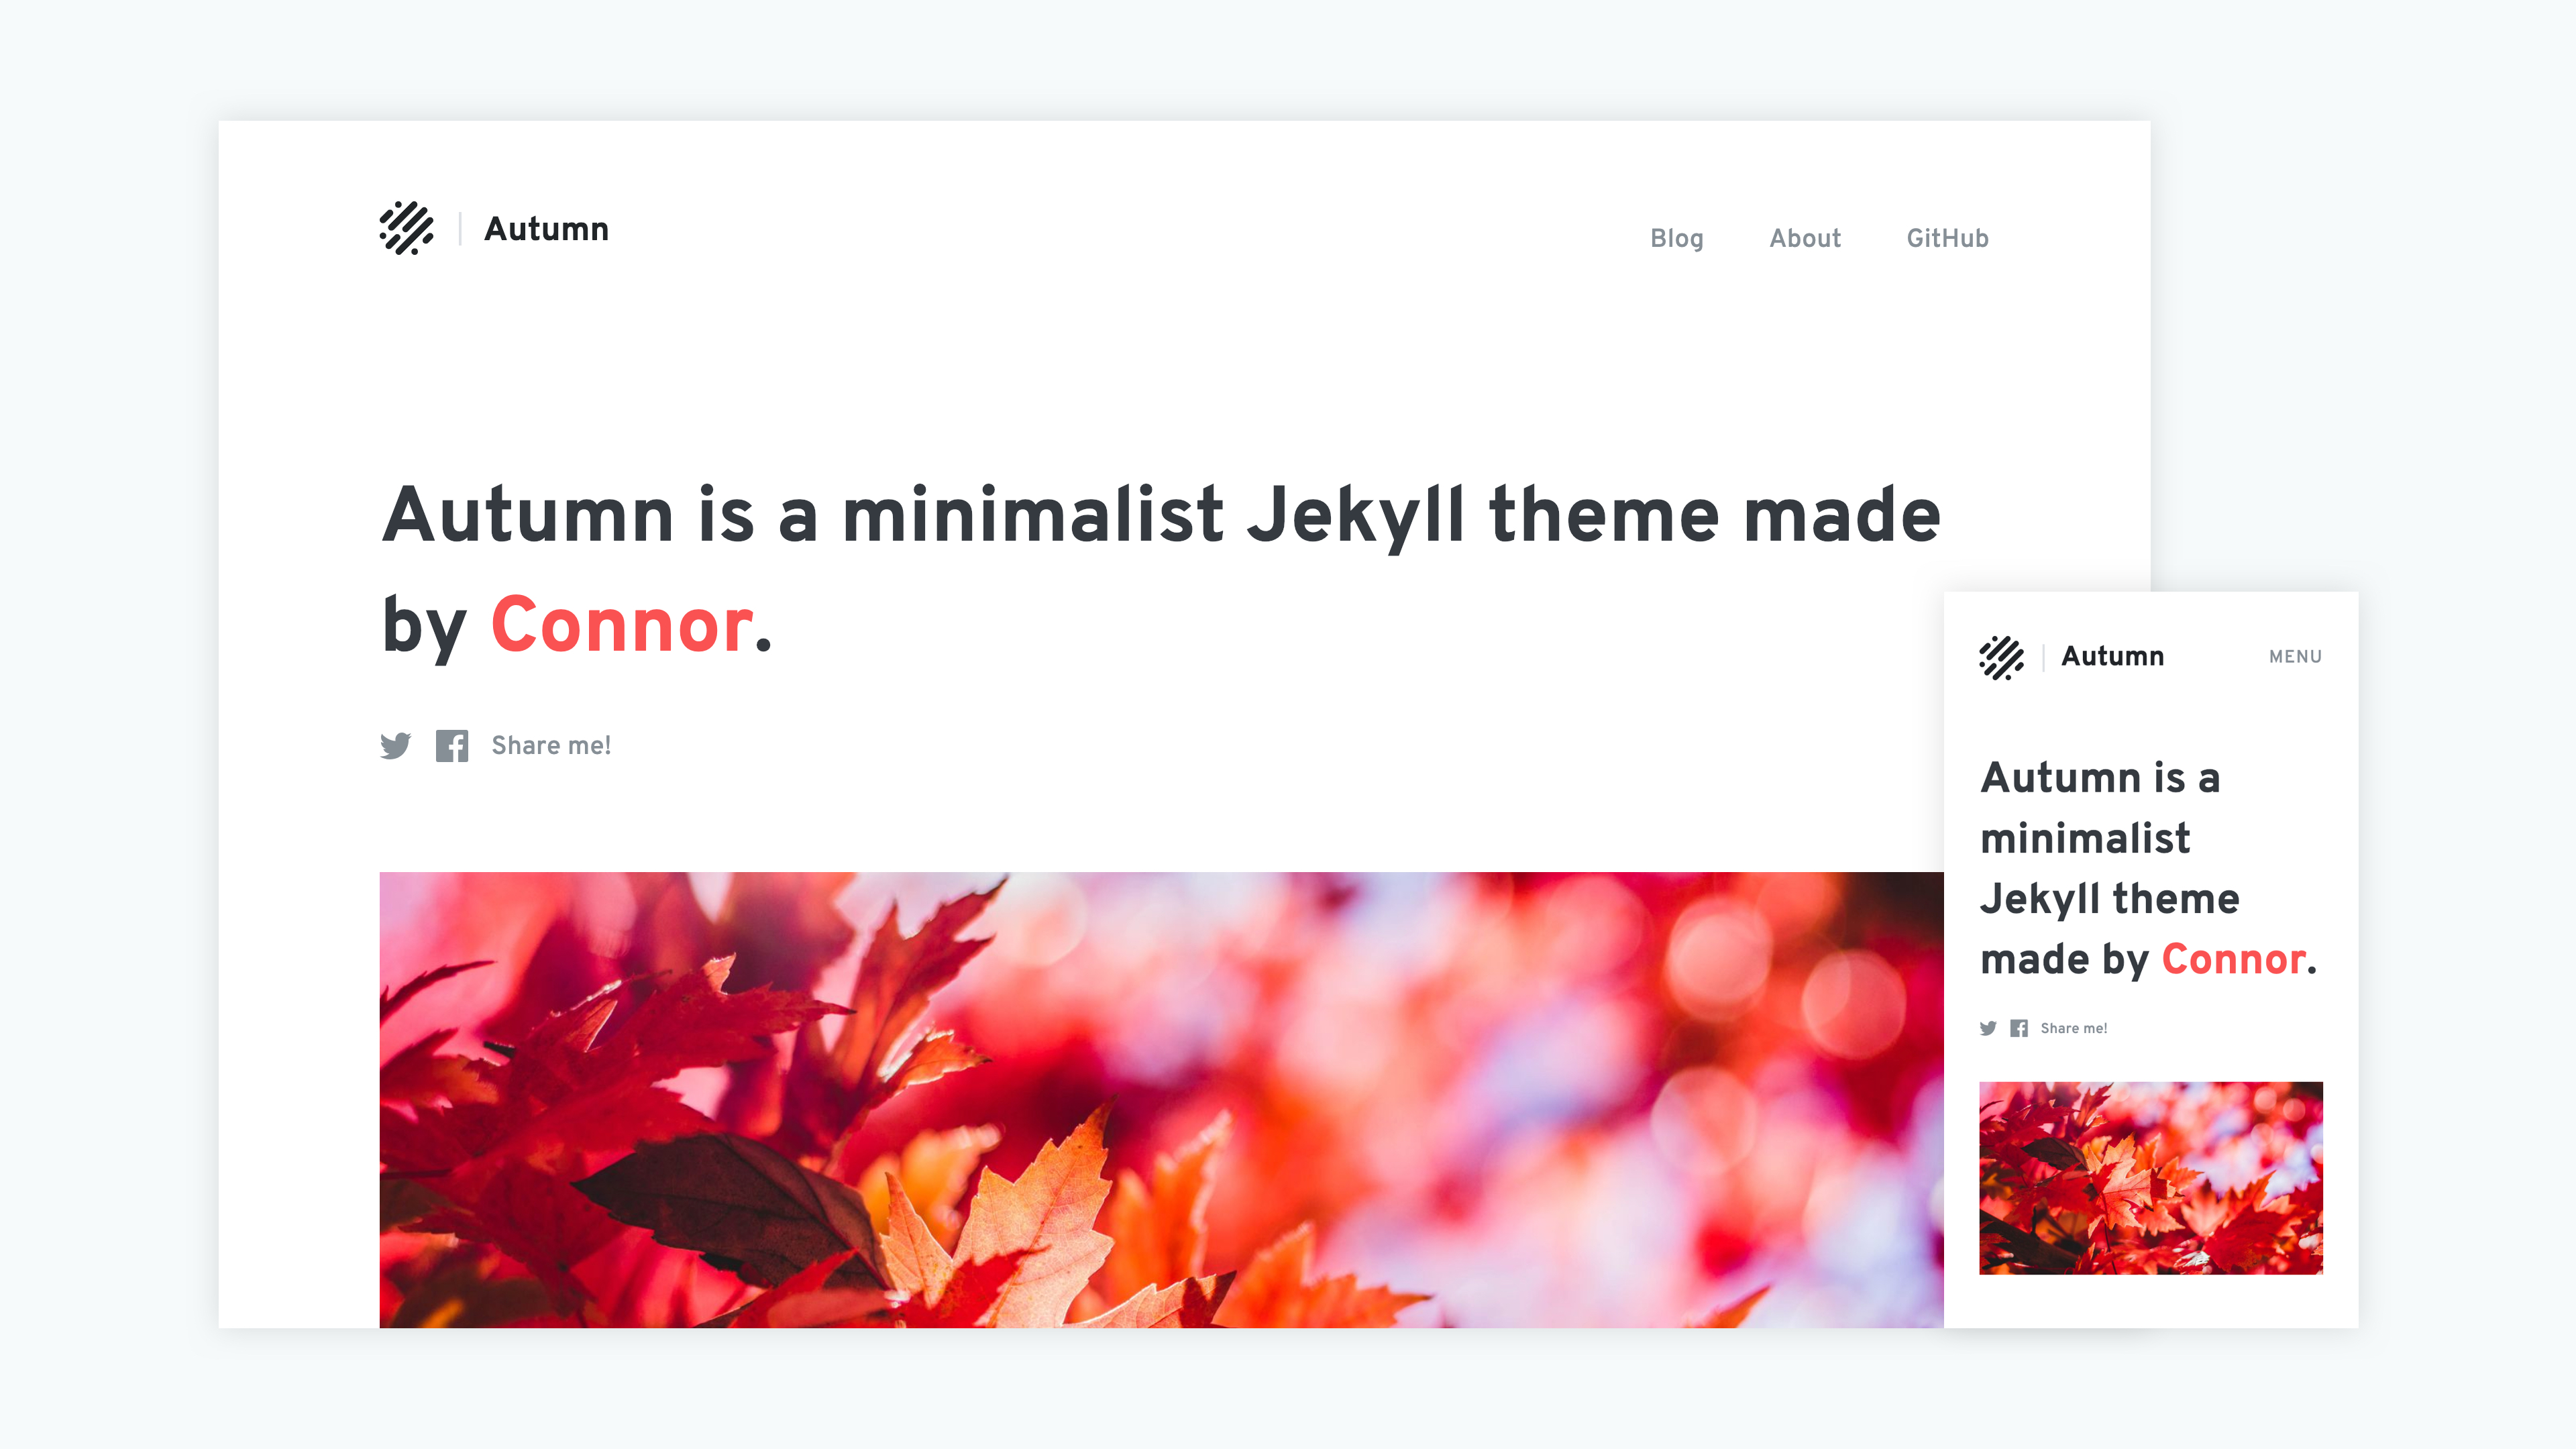 Autumn
Blog About GitHub
Autumn is a minimalist Jekyll theme made
by Connor.
Share me!
Autumn
MENU
Autumn is a
minimalist
Jekyll theme
made by Connor.
Share me!